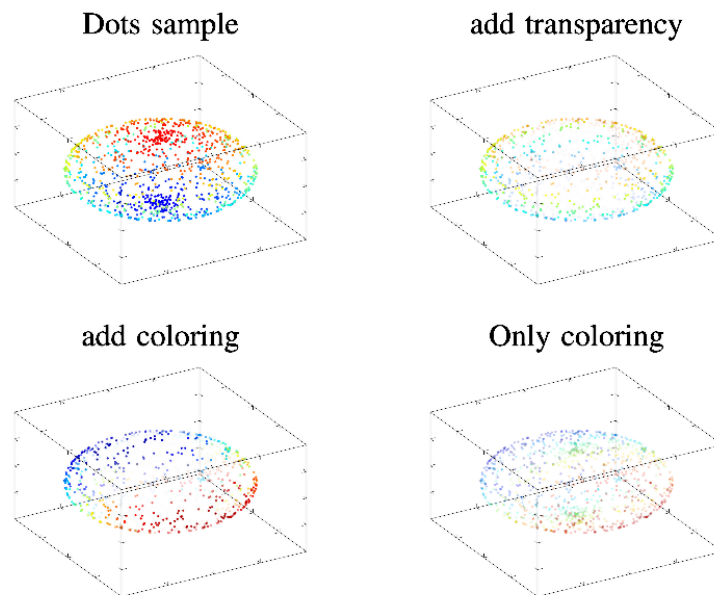 Dots sample
add transparency
add coloring
Only coloring